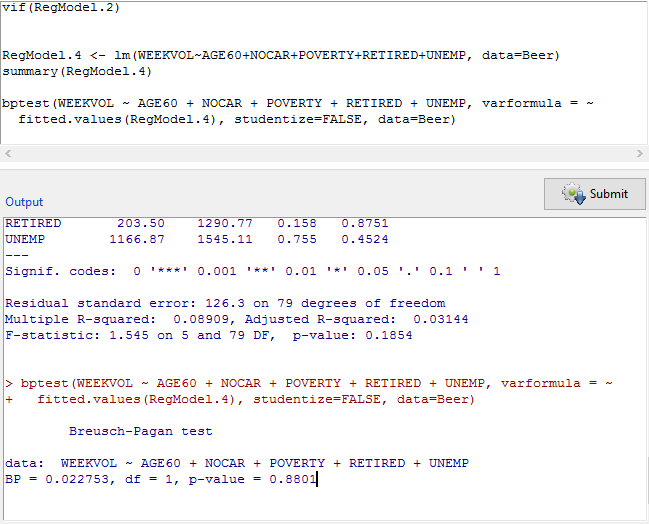 vif(RegModel.2)
RegModel.4 <- lm(WEEKVOL~AGE60+NOCAR+POVERTY+RETIRED+UNEMP, data=Beer)
summary(RegModel.4)
bptest(WEEKVOL ~ AGE60 + NOCAR + POVERTY + RETIRED + UNEMP, varformula = ~
  fitted.values(RegModel.4), studentize=FALSE, data=Beer)
Submit
Output
RETIRED       203.50    1290.77   0.158   0.8751
UNEMP        1166.87    1545.11   0.755   0.4524
---
Signif. codes:  0 '***' 0.001 '**' 0.01 '*' 0.05 '.' 0.1 ' ' 1
Residual standard error: 126.3 on 79 degrees of freedom
Multiple R-squared:  0.08909, Adjusted R-squared:  0.03144
F-statistic: 1.545 on 5 and 79 DF,  p-value: 0.1854
> bptest(WEEKVOL ~ AGE60 + NOCAR + POVERTY + RETIRED + UNEMP, varformula = ~
+   fitted.values(RegModel.4), studentize=FALSE, data=Beer)
        Breusch-Pagan test
data:  WEEKVOL ~ AGE60 + NOCAR + POVERTY + RETIRED + UNEMP
BP = 0.022753, df = 1, p-value = 0.8801